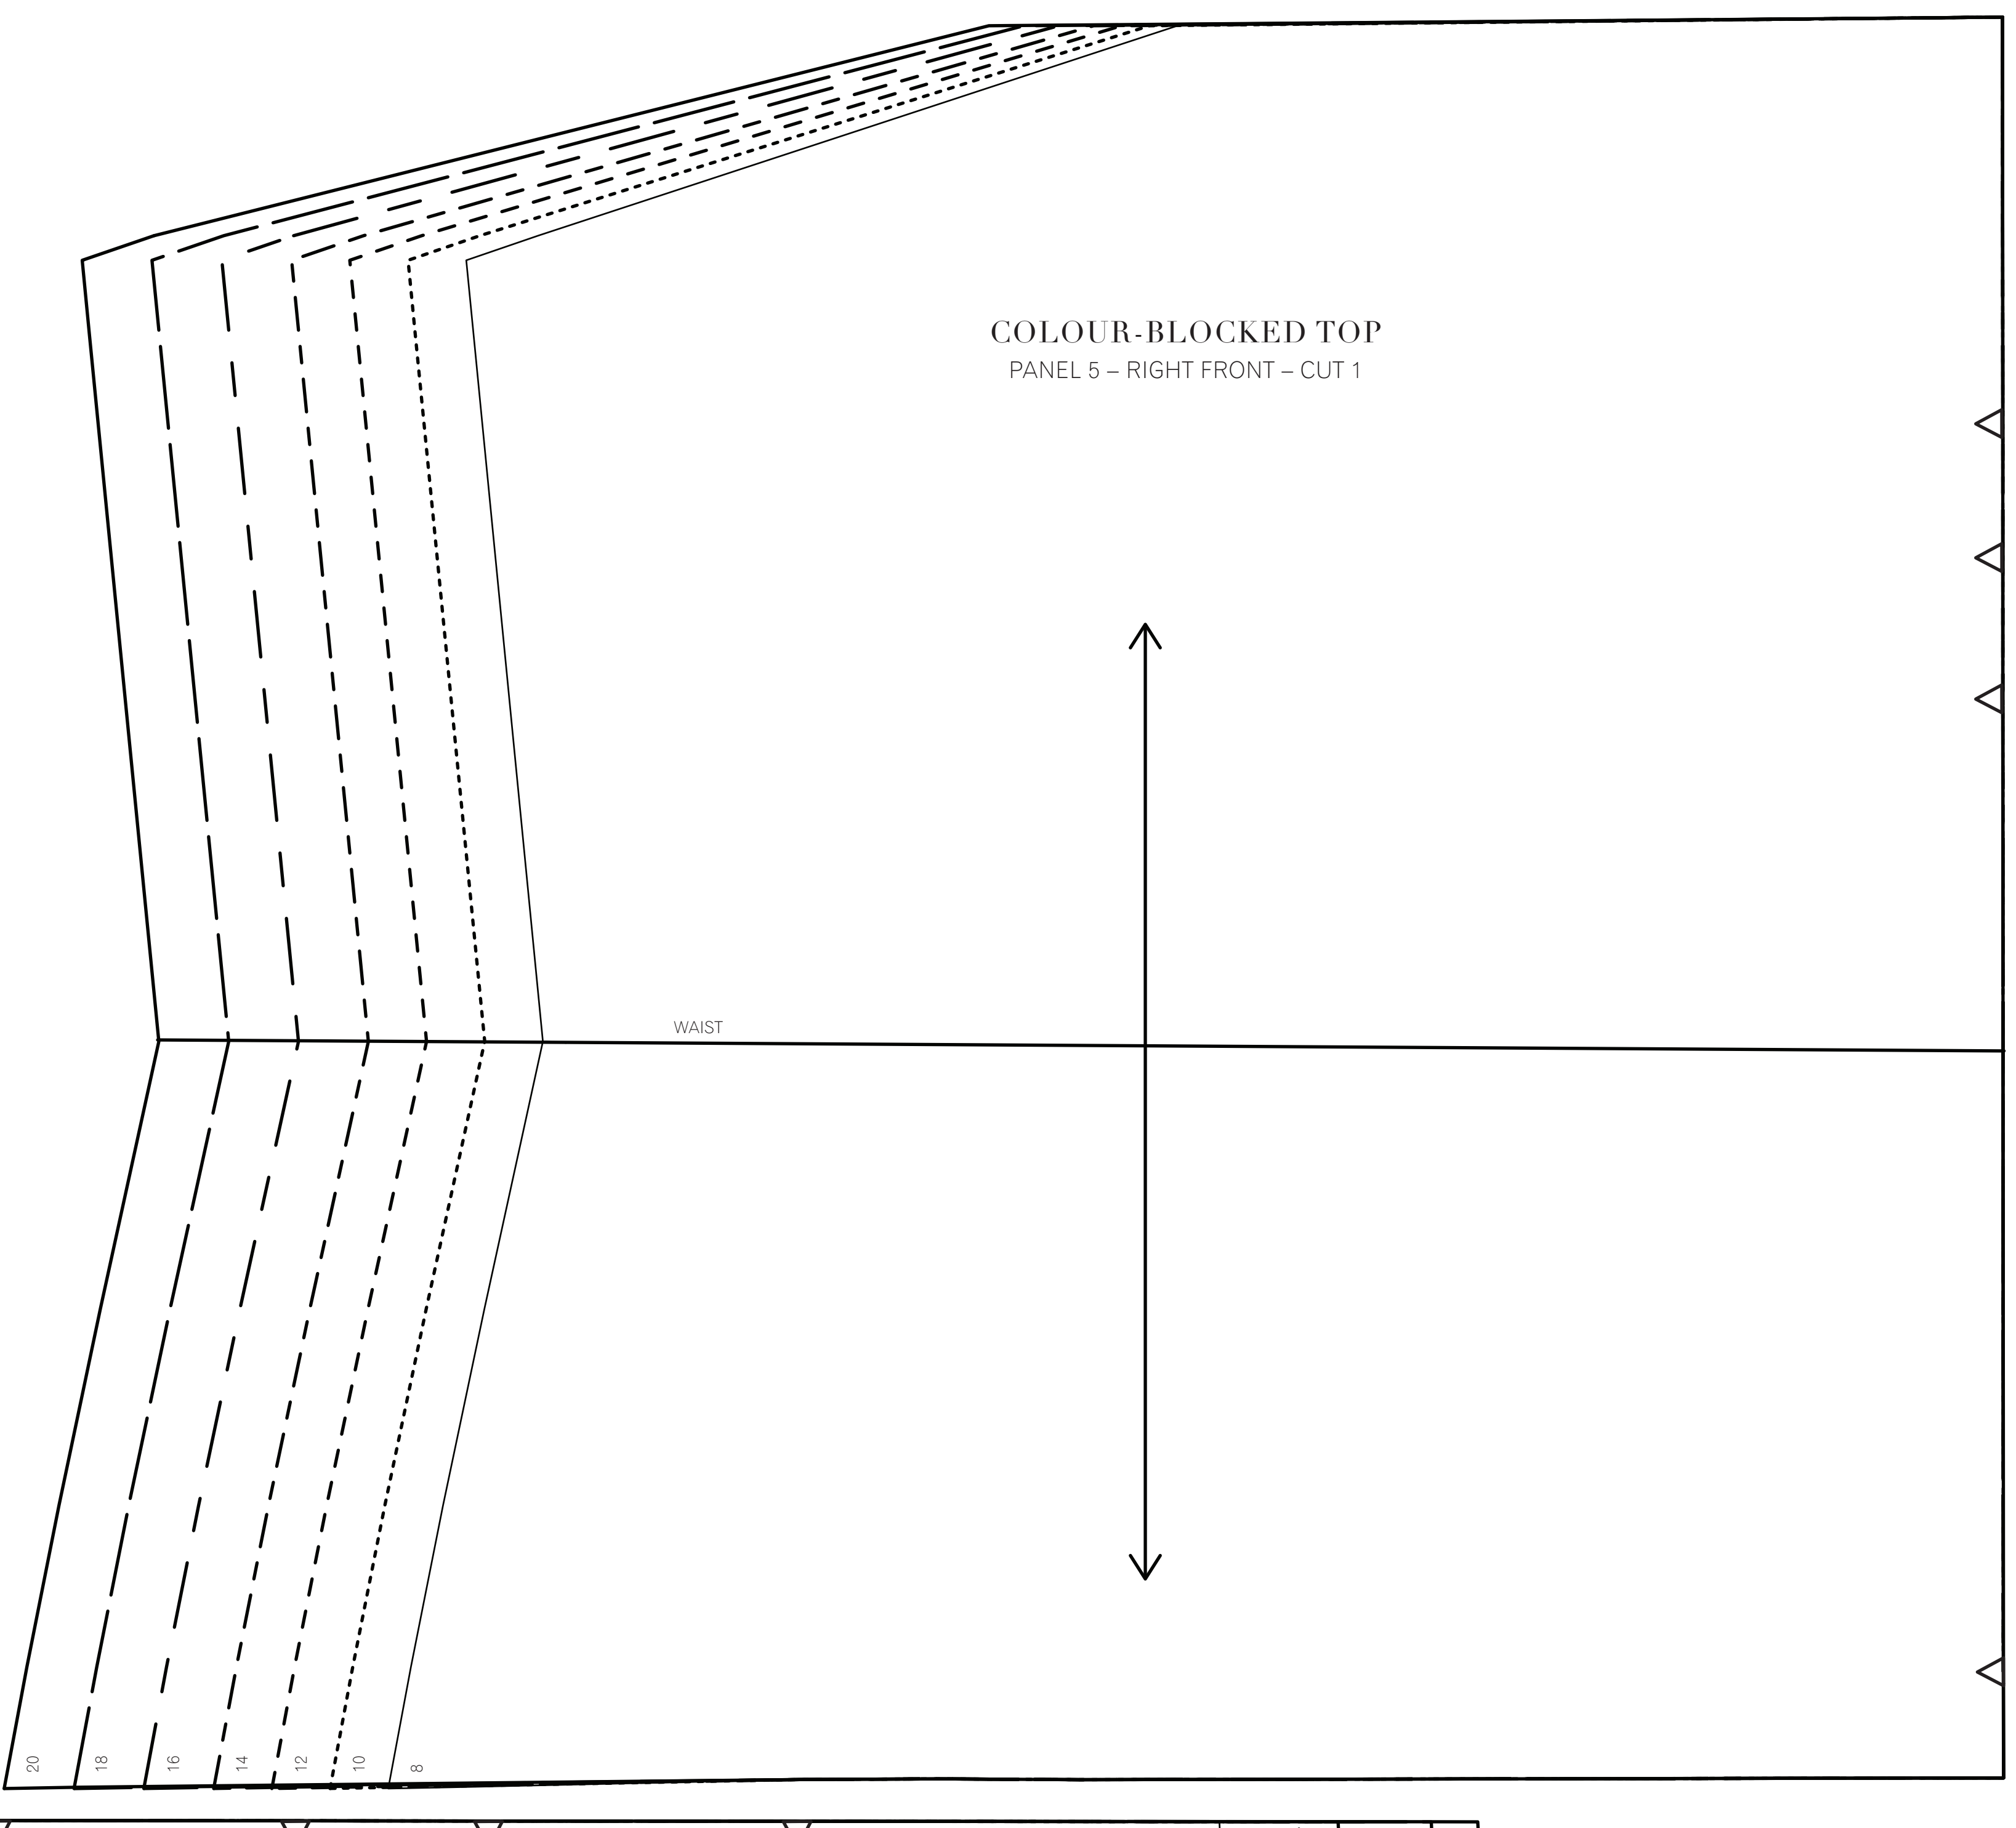 COLOUR-BLOCKED TOP
PANEL 5 – RIGHT FRONT – CUT 1
WAIST
20
18
16
14
12
10
8